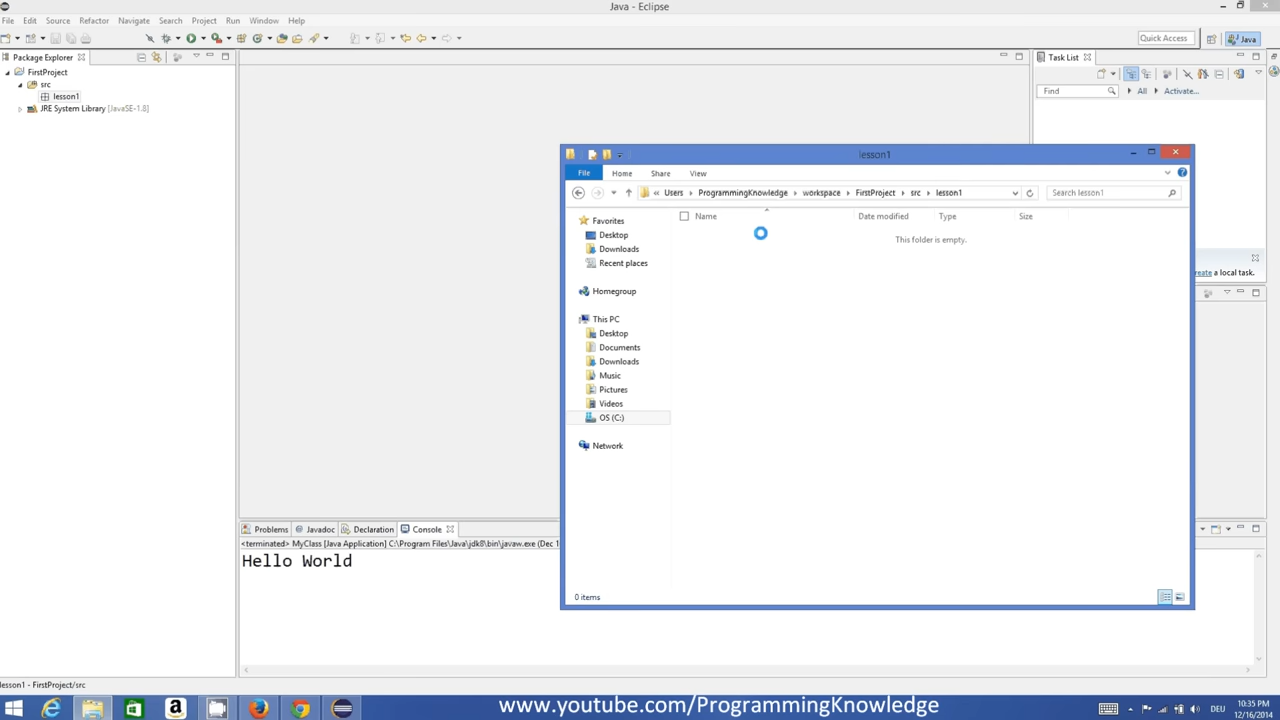 Java - Eclipse
File Edit Source Refactor Navigate Search Project Run Window Help
Quick Access Java
Package Explorer
FirstProject
src
lesson1
JRE System Library [JavaSE-1.8]
Task List
Find All Activate...
create a local task.
lesson1
File Home Share View
« Users ProgrammingKnowledge workspace FirstProject src lesson1 Search lesson1
Name Date modified Type Size
This folder is empty.
Favorites
Desktop
Downloads
Recent places
Homegroup
This PC
Desktop
Documents
Downloads
Music
Pictures
Videos
OS (C:)
Network
0 items
Problems Javadoc Declaration Console
<terminated> MyClass [Java Application] C:\Program Files\Java\jdk8\bin\javaw.exe (Dec 1
Hello World
lesson1 - FirstProject/src
www.youtube.com/ProgrammingKnowledge
DEU
10:35 PM
12/16/2014